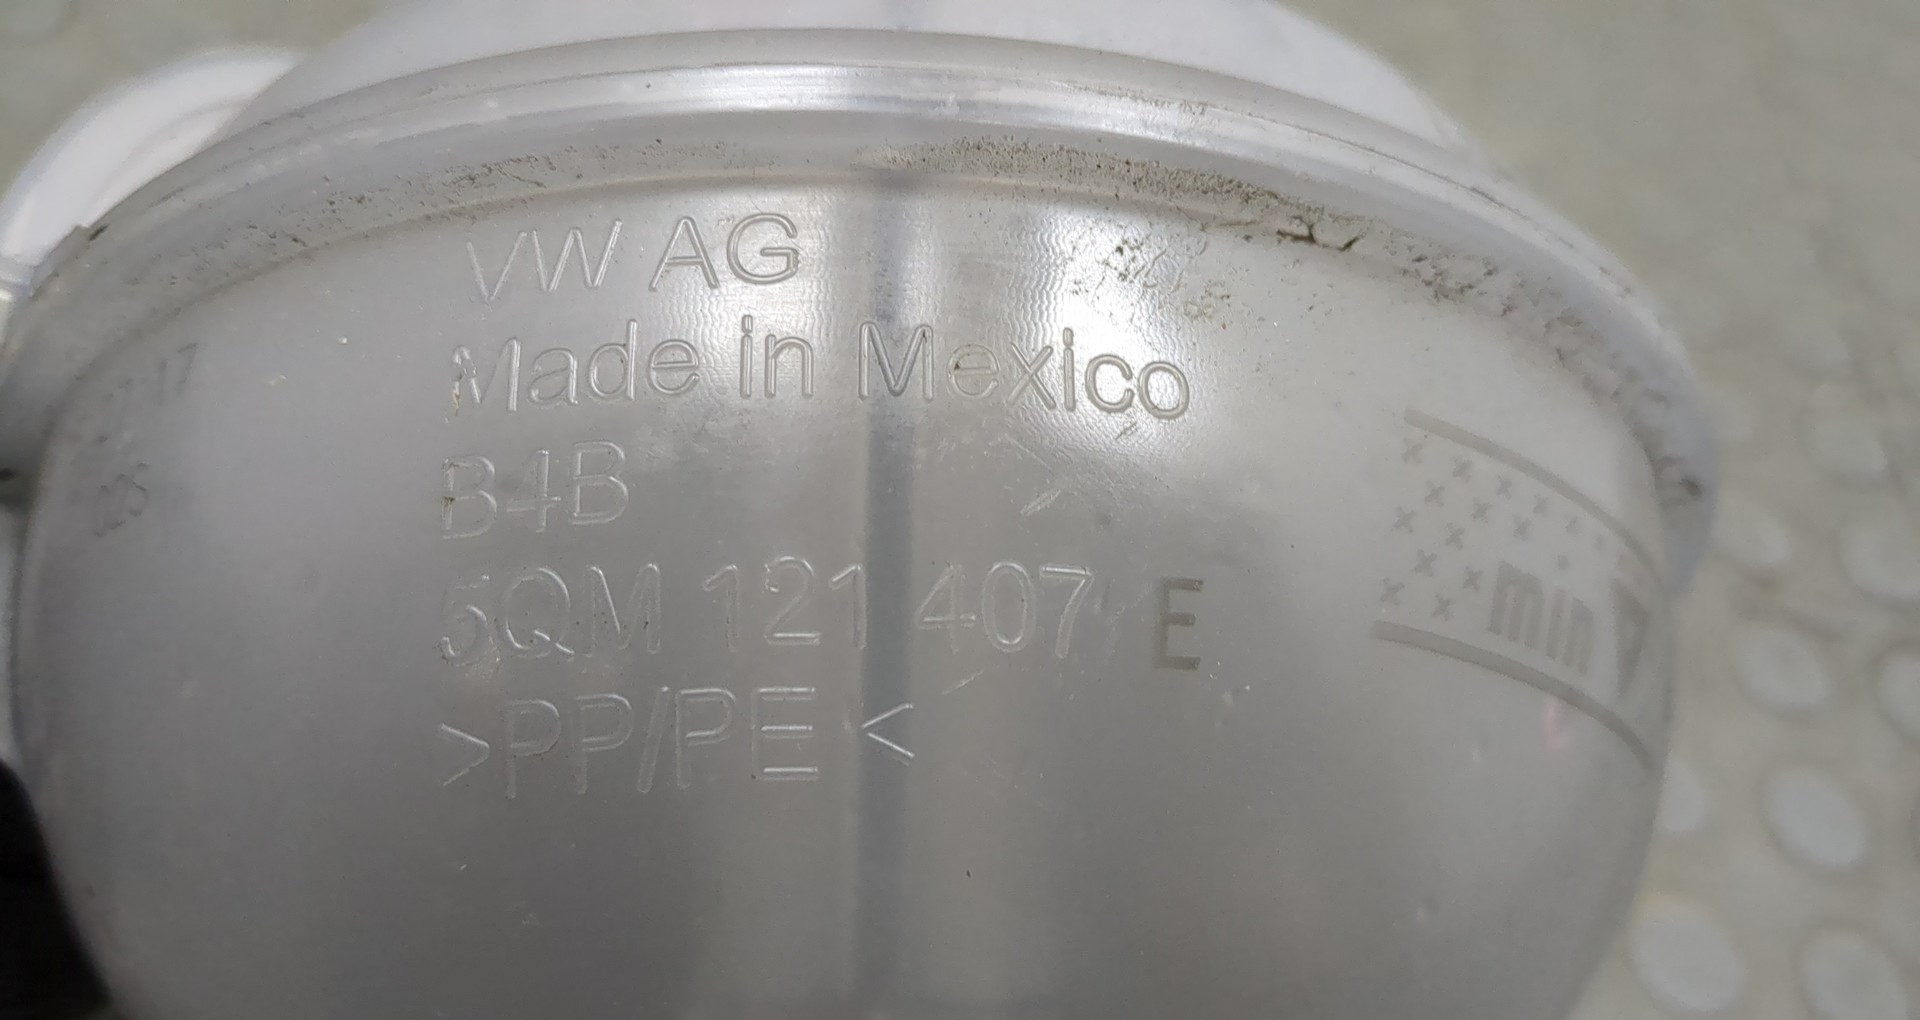 VW AG
Made in Mexico
B4B
5QM 121 407 E
>PP/PE<
min